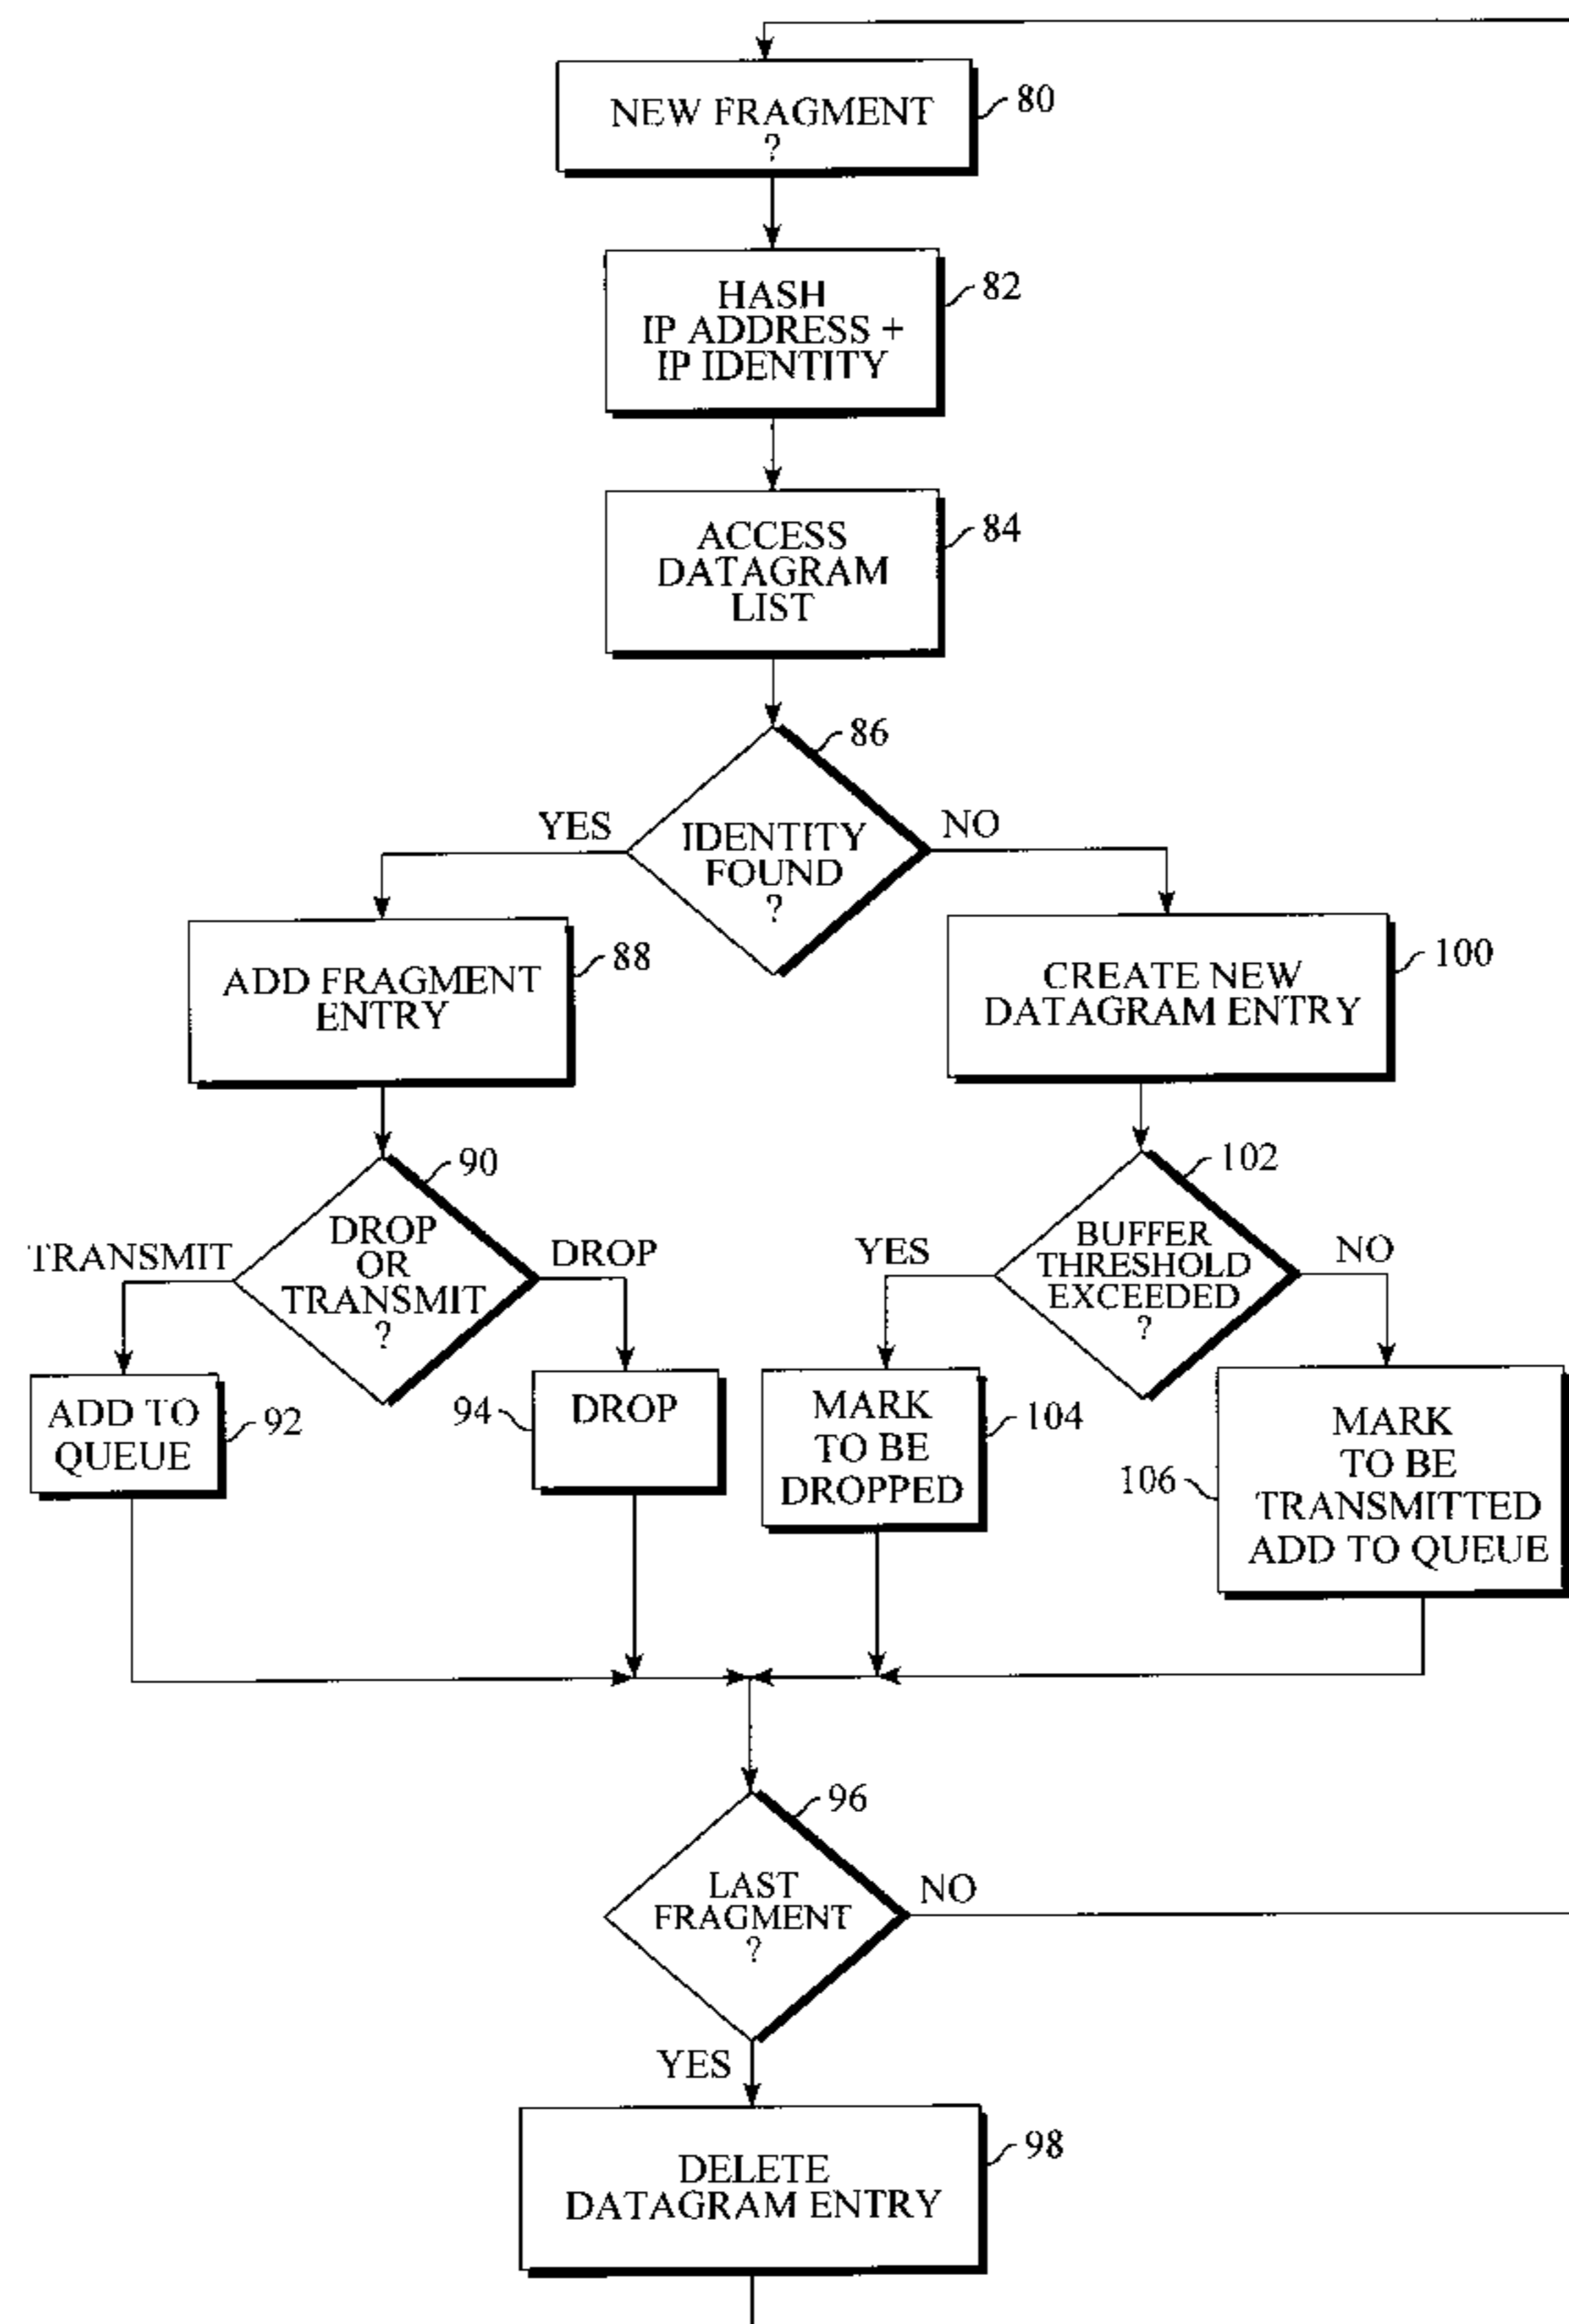 NEW FRAGMENT
?
80
HASH
IP ADDRESS +
IP IDENTITY
82
ACCESS
DATAGRAM
LIST
84
86
YES
IDENTITY
FOUND
?
NO
ADD FRAGMENT
ENTRY
88
CREATE NEW
DATAGRAM ENTRY
100
90
TRANSMIT
DROP
OR
TRANSMIT
?
DROP
102
YES
BUFFER
THRESHOLD
EXCEEDED
?
NO
ADD TO
QUEUE
92
94
DROP
MARK
TO BE
DROPPED
104
106
MARK
TO BE
TRANSMITTED
ADD TO QUEUE
96
LAST
FRAGMENT
?
NO
YES
DELETE
DATAGRAM ENTRY
98